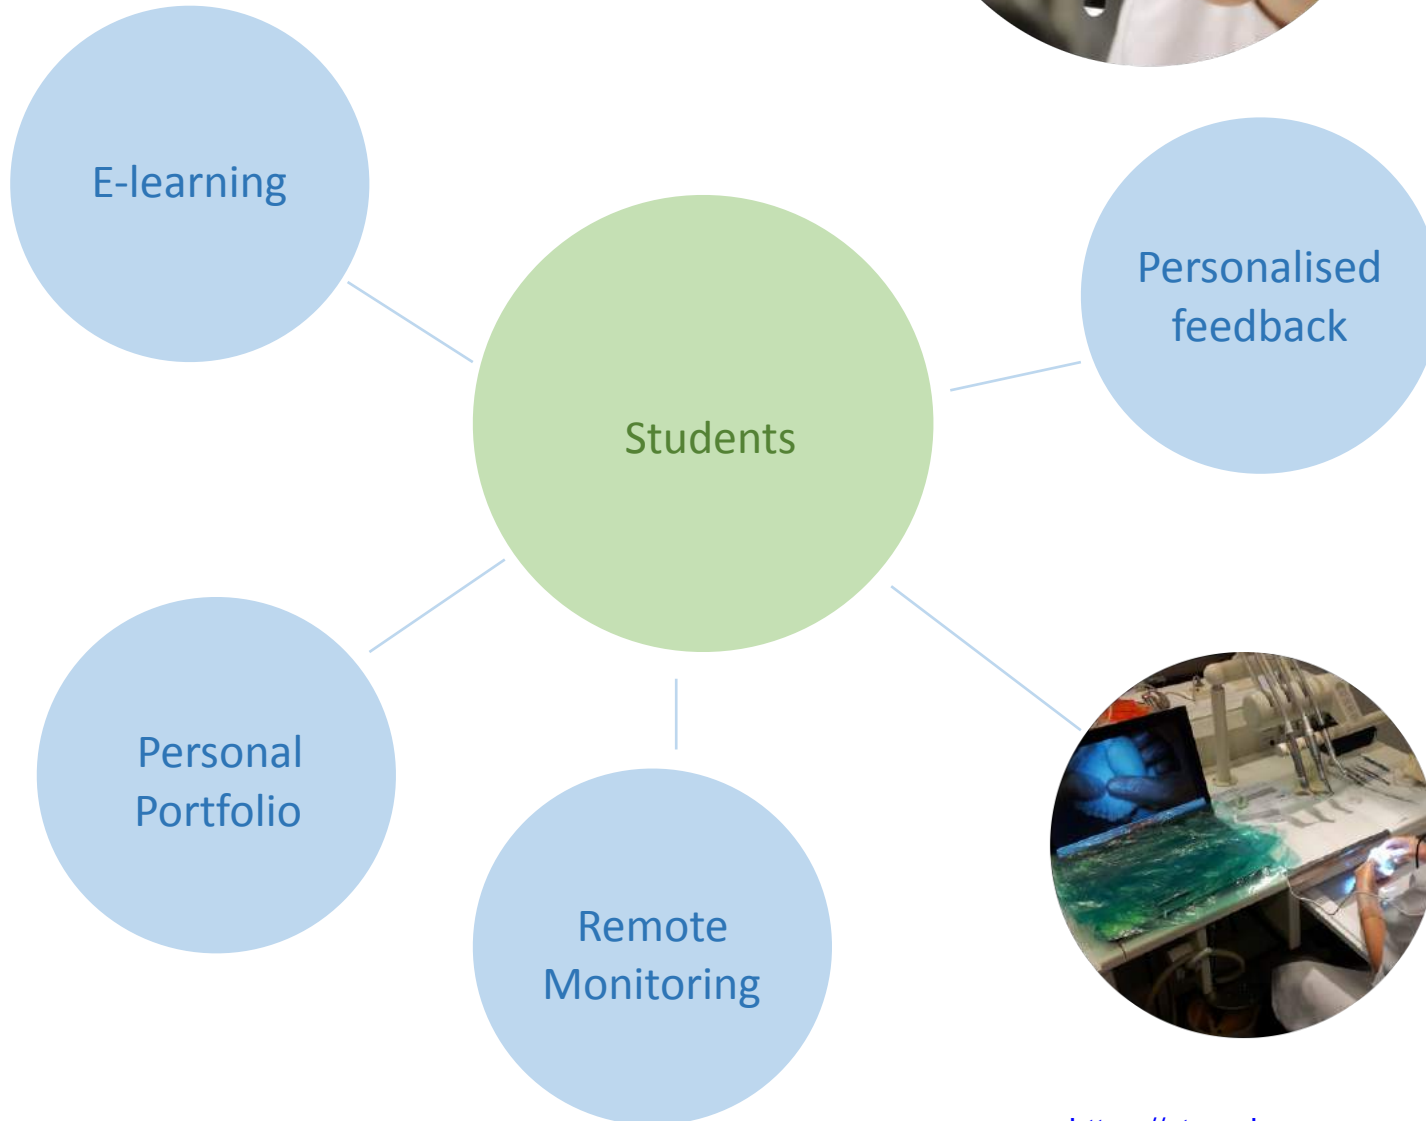 E-learning
Personalised
feedback
Students
Personal
Portfolio
Remote
Monitoring